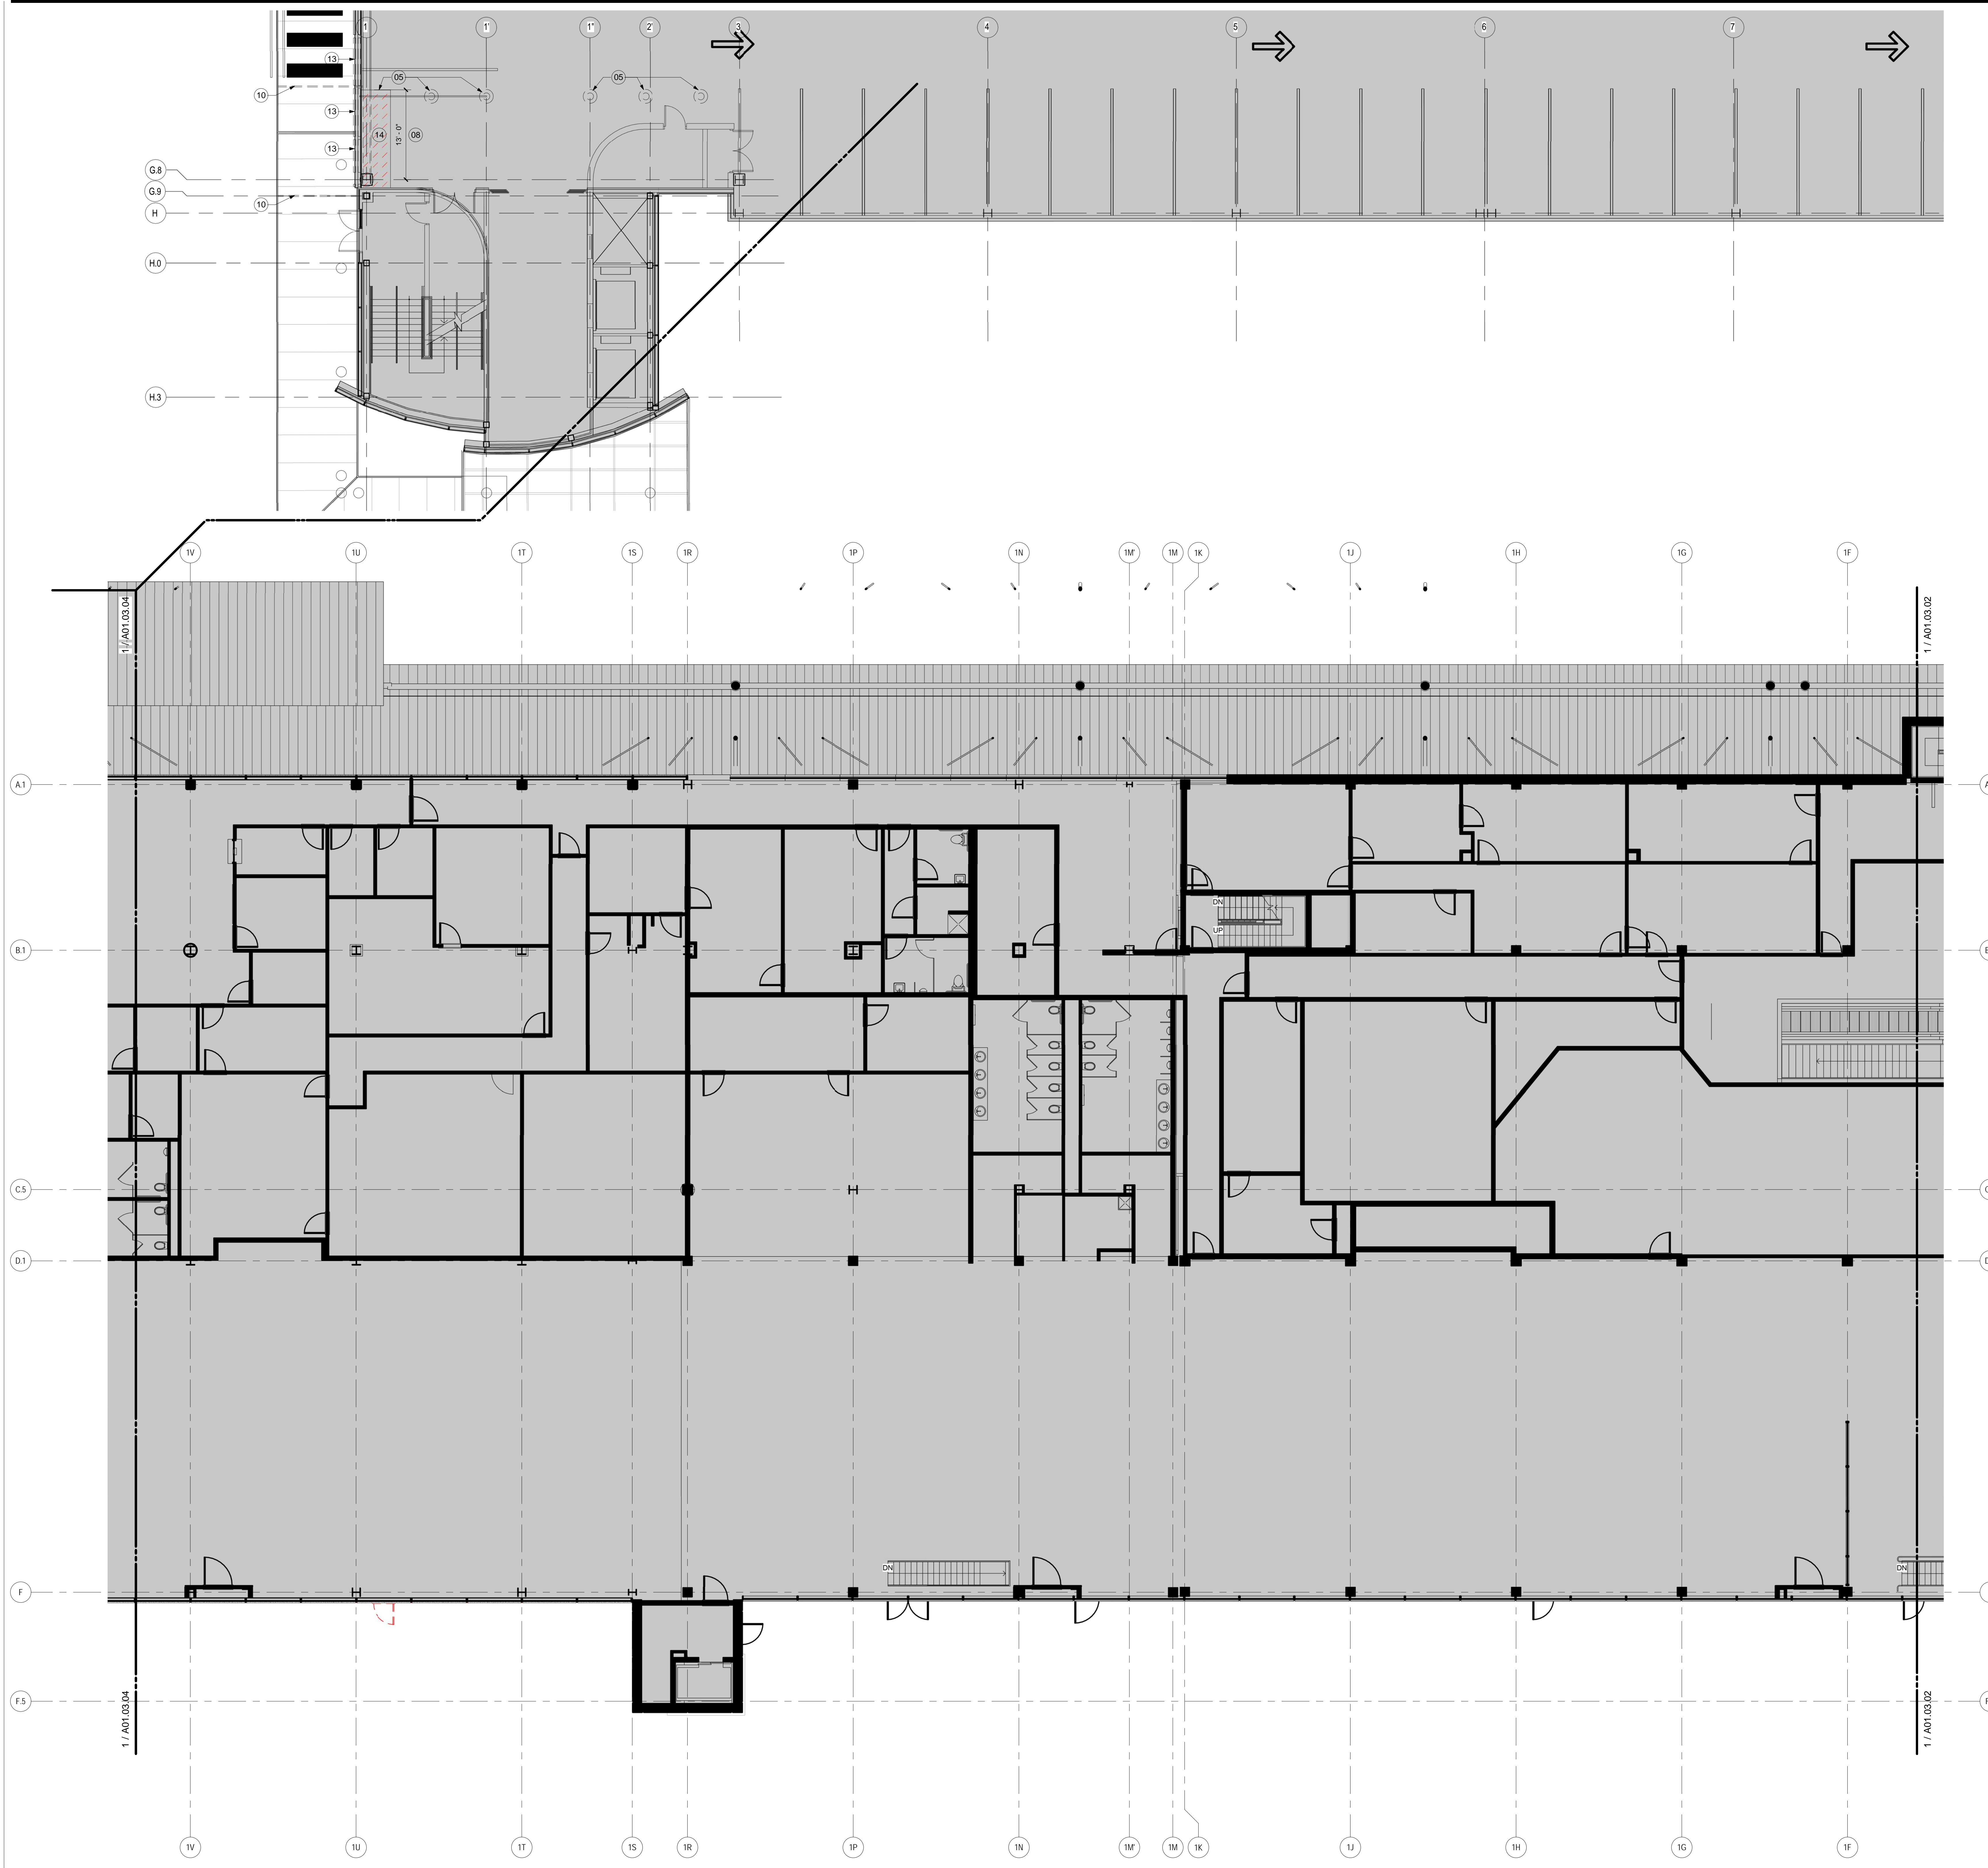 1 1' 1" 2' 3 4 5 6 7
13
05 05
10
13
14 08
13' - 0"
13
G.8
G.9
10
H
H.0
H.3
1V 1U 1T 1S 1R 1P 1N 1M' 1M 1K 1J 1H 1G 1F
1 / A01.03.04
1 / A01.03.02
A.1
DN
UP
B.1
C.5
D.1
DN
DN
F
F.5
1 / A01.03.04
1 / A01.03.02
1V 1U 1T 1S 1R 1P 1N 1M' 1M 1K 1J 1H 1G 1F